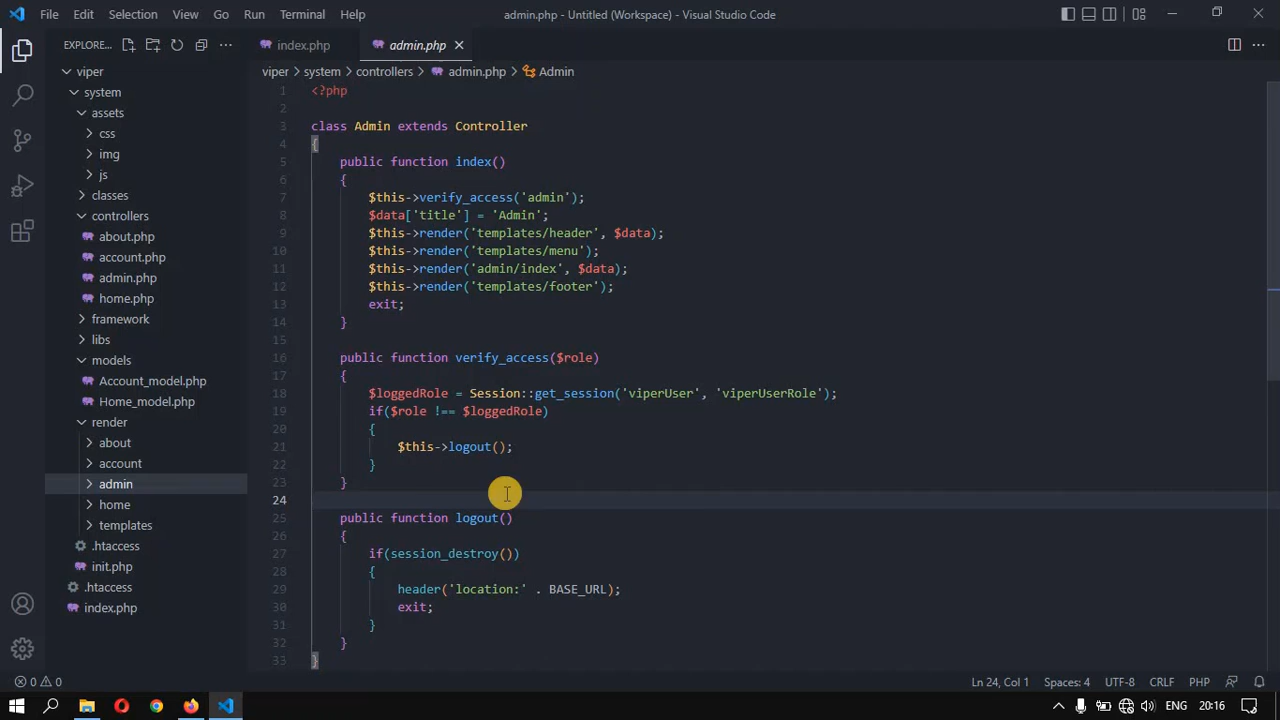 File Edit Selection View Go Run Terminal Help
admin.php - Untitled (Workspace) - Visual Studio Code
EXPLORE...
viper
system
assets
css
img
js
classes
controllers
about.php
account.php
admin.php
home.php
framework
libs
models
Account_model.php
Home_model.php
render
about
account
admin
home
templates
.htaccess
init.php
.htaccess
index.php
index.php
admin.php
viper > system > controllers > admin.php > Admin
1 <?php
2
3 class Admin extends Controller
4 {
5 public function index()
6 {
7 $this->verify_access('admin');
8 $data['title'] = 'Admin';
9 $this->render('templates/header', $data);
10 $this->render('templates/menu');
11 $this->render('admin/index', $data);
12 $this->render('templates/footer');
13 exit;
14 }
15
16 public function verify_access($role)
17 {
18 $loggedRole = Session::get_session('viperUser', 'viperUserRole');
19 if($role !== $loggedRole)
20 {
21 $this->logout();
22 }
23 }
24
25 public function logout()
26 {
27 if(session_destroy())
28 {
29 header('location:' . BASE_URL);
30 exit;
31 }
32 }
33 }
0 0
Ln 24, Col 1
Spaces: 4
UTF-8
CRLF
PHP
ENG
20:16